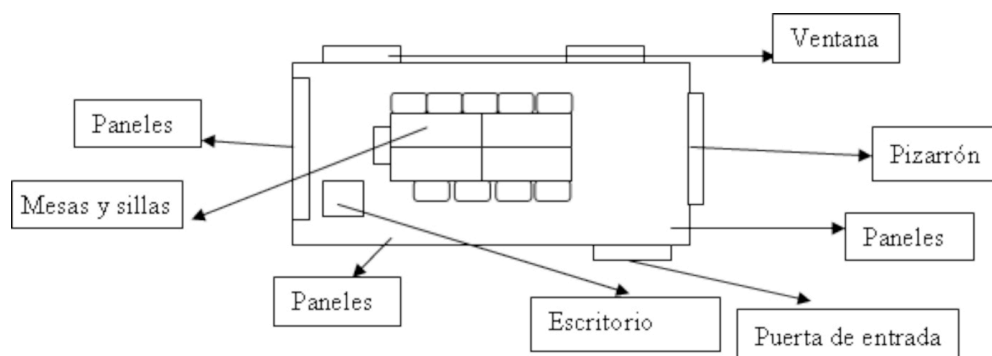 Ventana
Paneles
Pizarrón
Mesas y sillas
Paneles
Paneles
Escritorio
Puerta de entrada